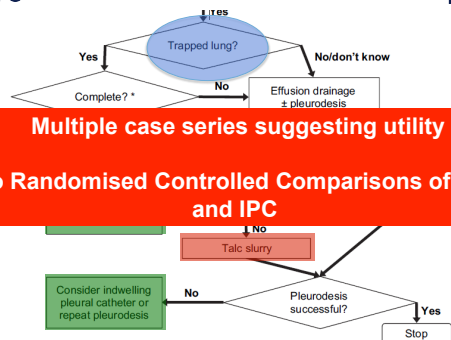 Yes
Trapped lung?
Yes
No/don't know
Complete? *
No
Effusion drainage
± pleurodesis
Multiple case series suggesting utility
Randomised Controlled Comparisons of
and IPC
No
Talc slurry
Consider indwelling
pleural catheter or
repeat pleurodesis
No
Pleurodesis
successful?
Yes
Stop